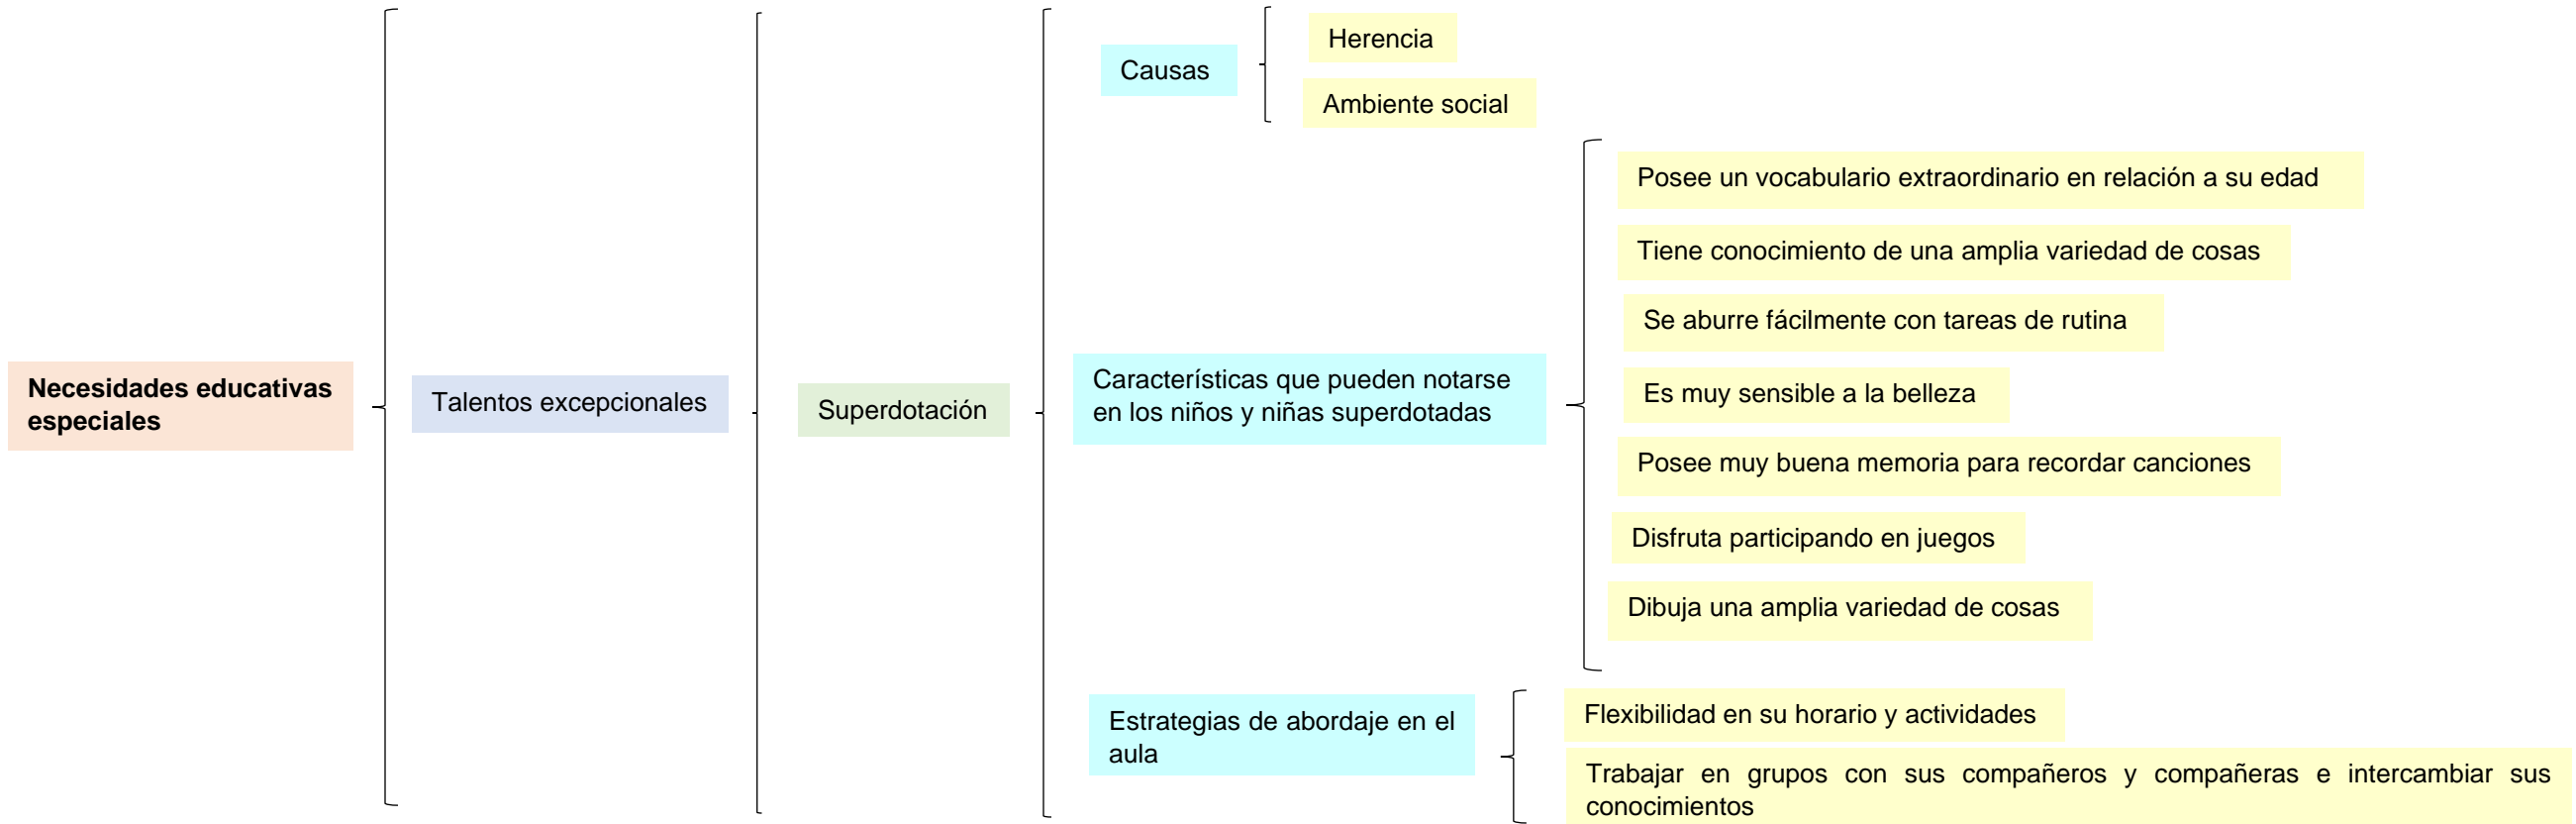 Necesidades educativas
especiales
Talentos excepcionales
Superdotación
Causas
Herencia
Ambiente social
Características que pueden notarse
en los niños y niñas superdotadas
Posee un vocabulario extraordinario en relación a su edad
Tiene conocimiento de una amplia variedad de cosas
Se aburre fácilmente con tareas de rutina
Es muy sensible a la belleza
Posee muy buena memoria para recordar canciones
Disfruta participando en juegos
Dibuja una amplia variedad de cosas
Estrategias de abordaje en el
aula
Flexibilidad en su horario y actividades
Trabajar en grupos con sus compañeros y compañeras e intercambiar sus
conocimientos